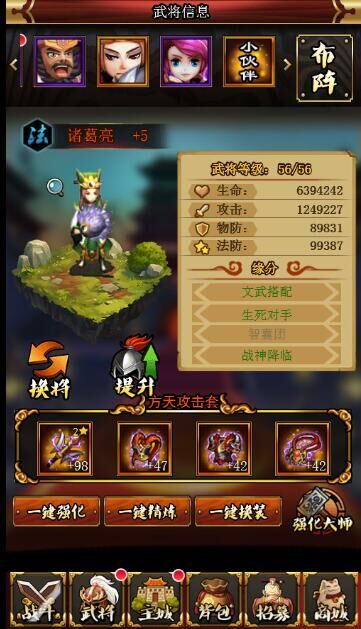 武将信息
小伙伴
布阵
法 诸葛亮 +5
武将等级：56/56
生命： 6394242
攻击： 1249227
物防： 89831
法防： 99387
缘分
文武搭配
生死对手
智囊团
战神降临
换将
提升
方天攻击套
2
+98 +47 +42 +42
一键强化 一键精炼 一键换装
强化大师
战斗 武将 主城 背包 招募 商城